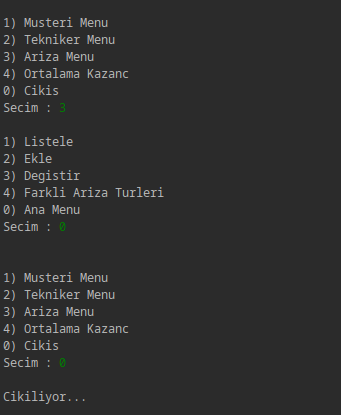 1) Musteri Menu
2) Tekniker Menu
3) Ariza Menu
4) Ortalama Kazanc
0) Cikis
Secim : 3
1) Listele
2) Ekle
3) Degistir
4) Farkli Ariza Turleri
0) Ana Menu
Secim : 0
1) Musteri Menu
2) Tekniker Menu
3) Ariza Menu
4) Ortalama Kazanc
0) Cikis
Secim : 0
Cikiliyor...